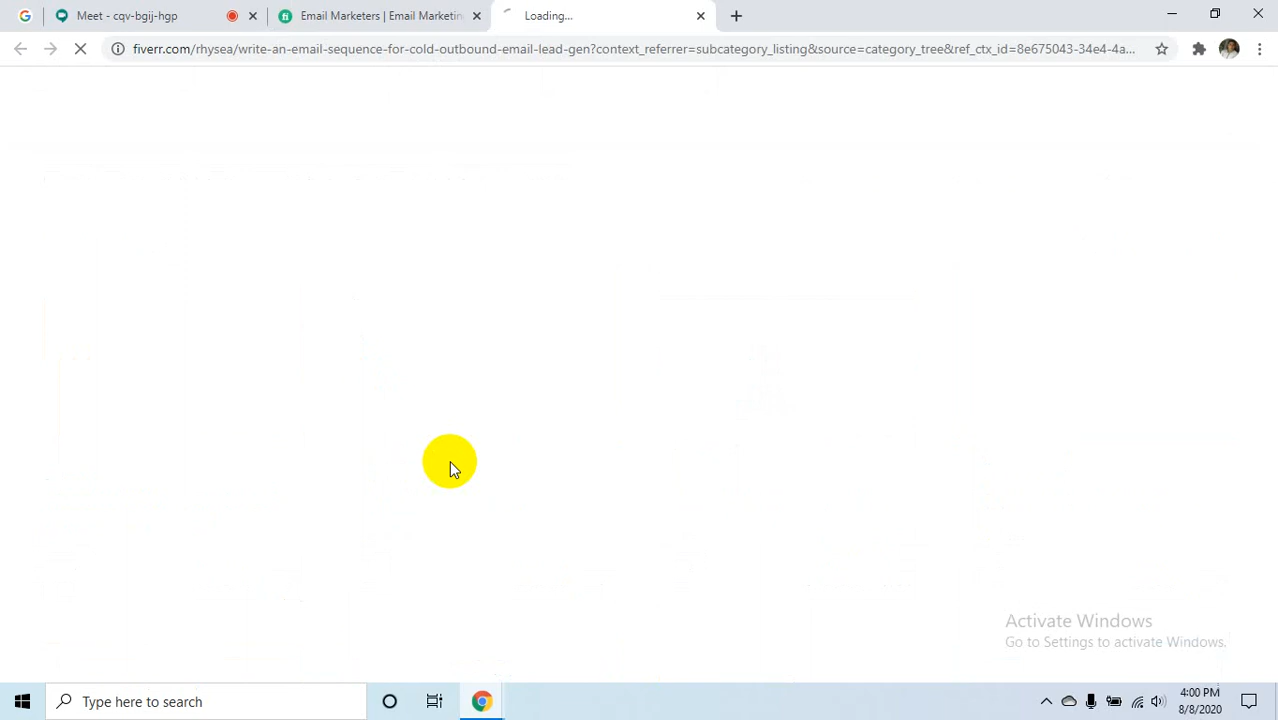 Meet - cqv-bgij-hgp
Email Marketers | Email Marketin
Loading...
fiverr.com/rhysea/write-an-email-sequence-for-cold-outbound-email-lead-gen?context_referrer=subcategory_listing&source=category_tree&ref_ctx_id=8e675043-34e4-4a...
Activate Windows
Go to Settings to activate Windows.
Type here to search
4:00 PM
8/8/2020